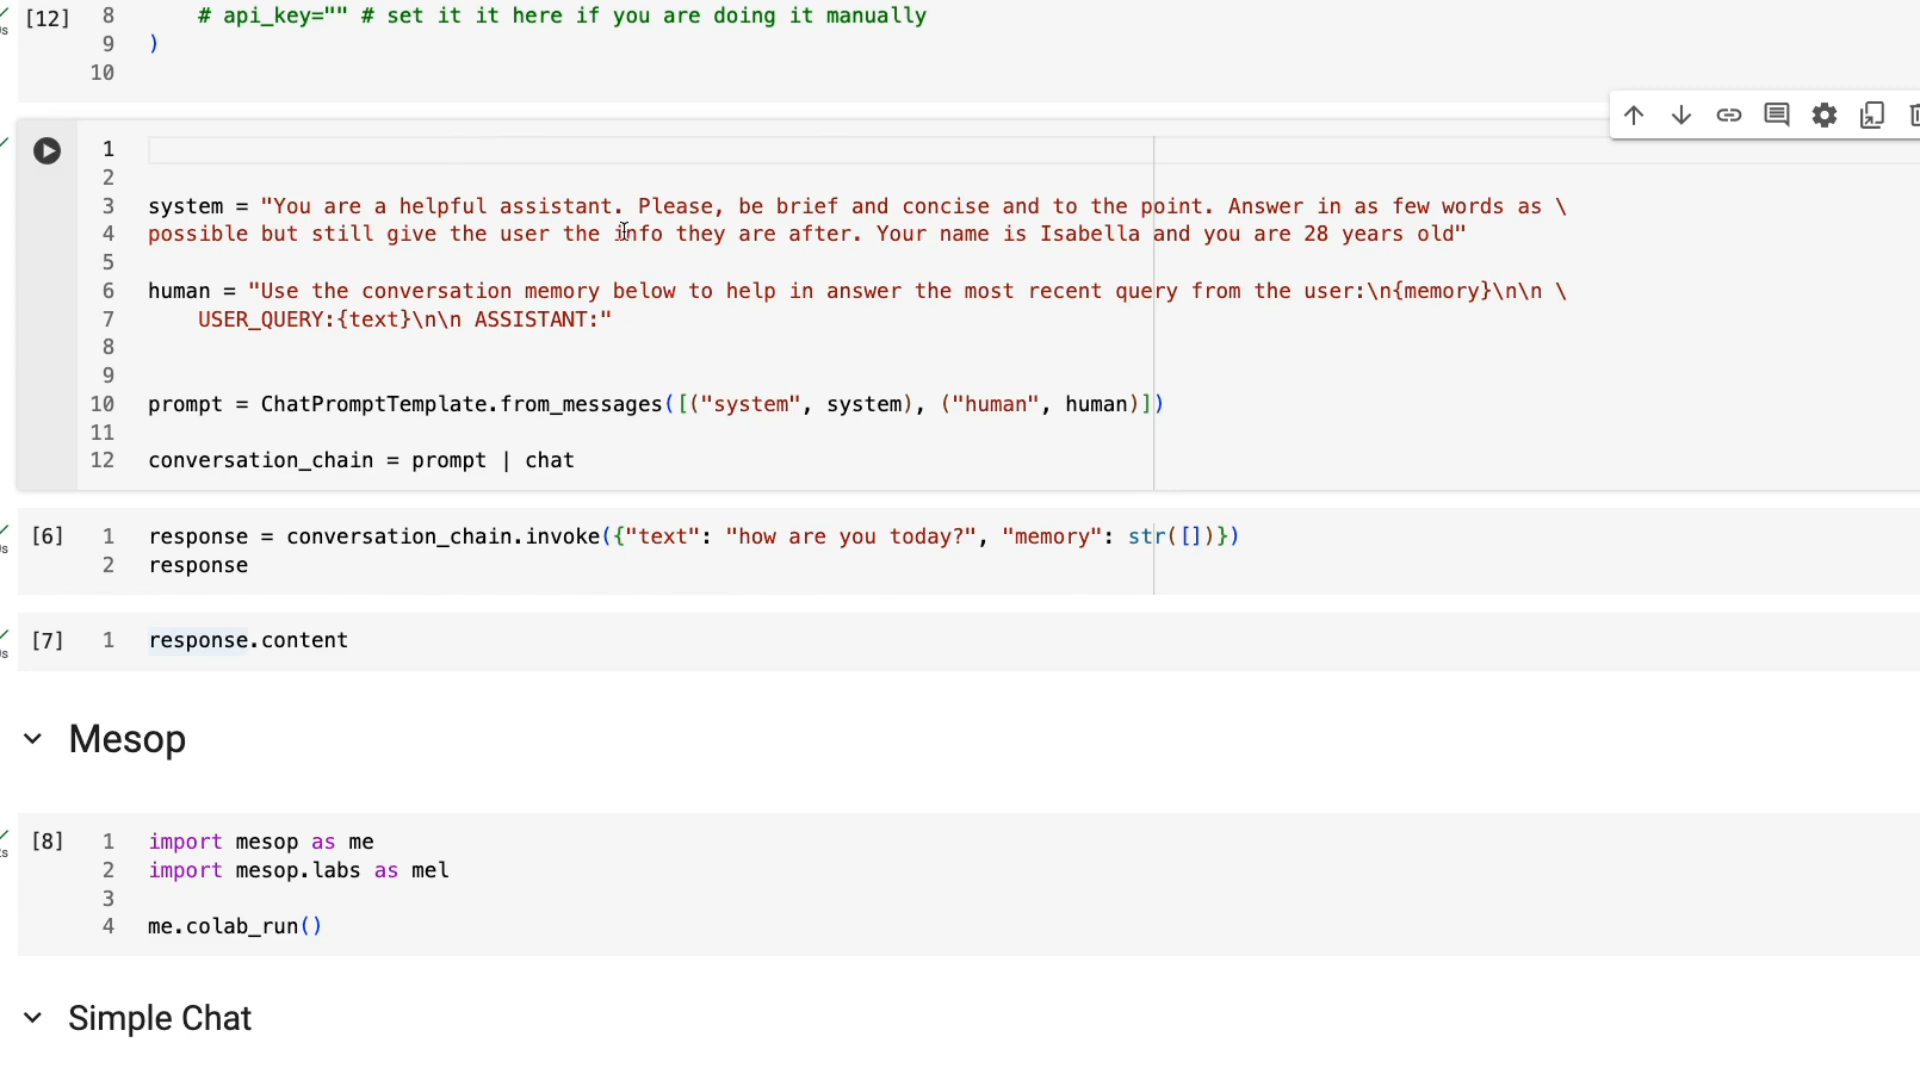 [12] 8 # api_key="" # set it it here if you are doing it manually
9 )
10
1
2
3 system = "You are a helpful assistant. Please, be brief and concise and to the point. Answer in as few words as \
4 possible but still give the user the info they are after. Your name is Isabella and you are 28 years old"
5
6 human = "Use the conversation memory below to help in answer the most recent query from the user:\n{memory}\n\n \
7 USER_QUERY:{text}\n\n ASSISTANT:"
8
9
10 prompt = ChatPromptTemplate.from_messages([("system", system), ("human", human)])
11
12 conversation_chain = prompt | chat
[6] 1 response = conversation_chain.invoke({"text": "how are you today?", "memory": str([])})
2 response
[7] 1 response.content
Mesop
[8] 1 import mesop as me
2 import mesop.labs as mel
3
4 me.colab_run()
Simple Chat